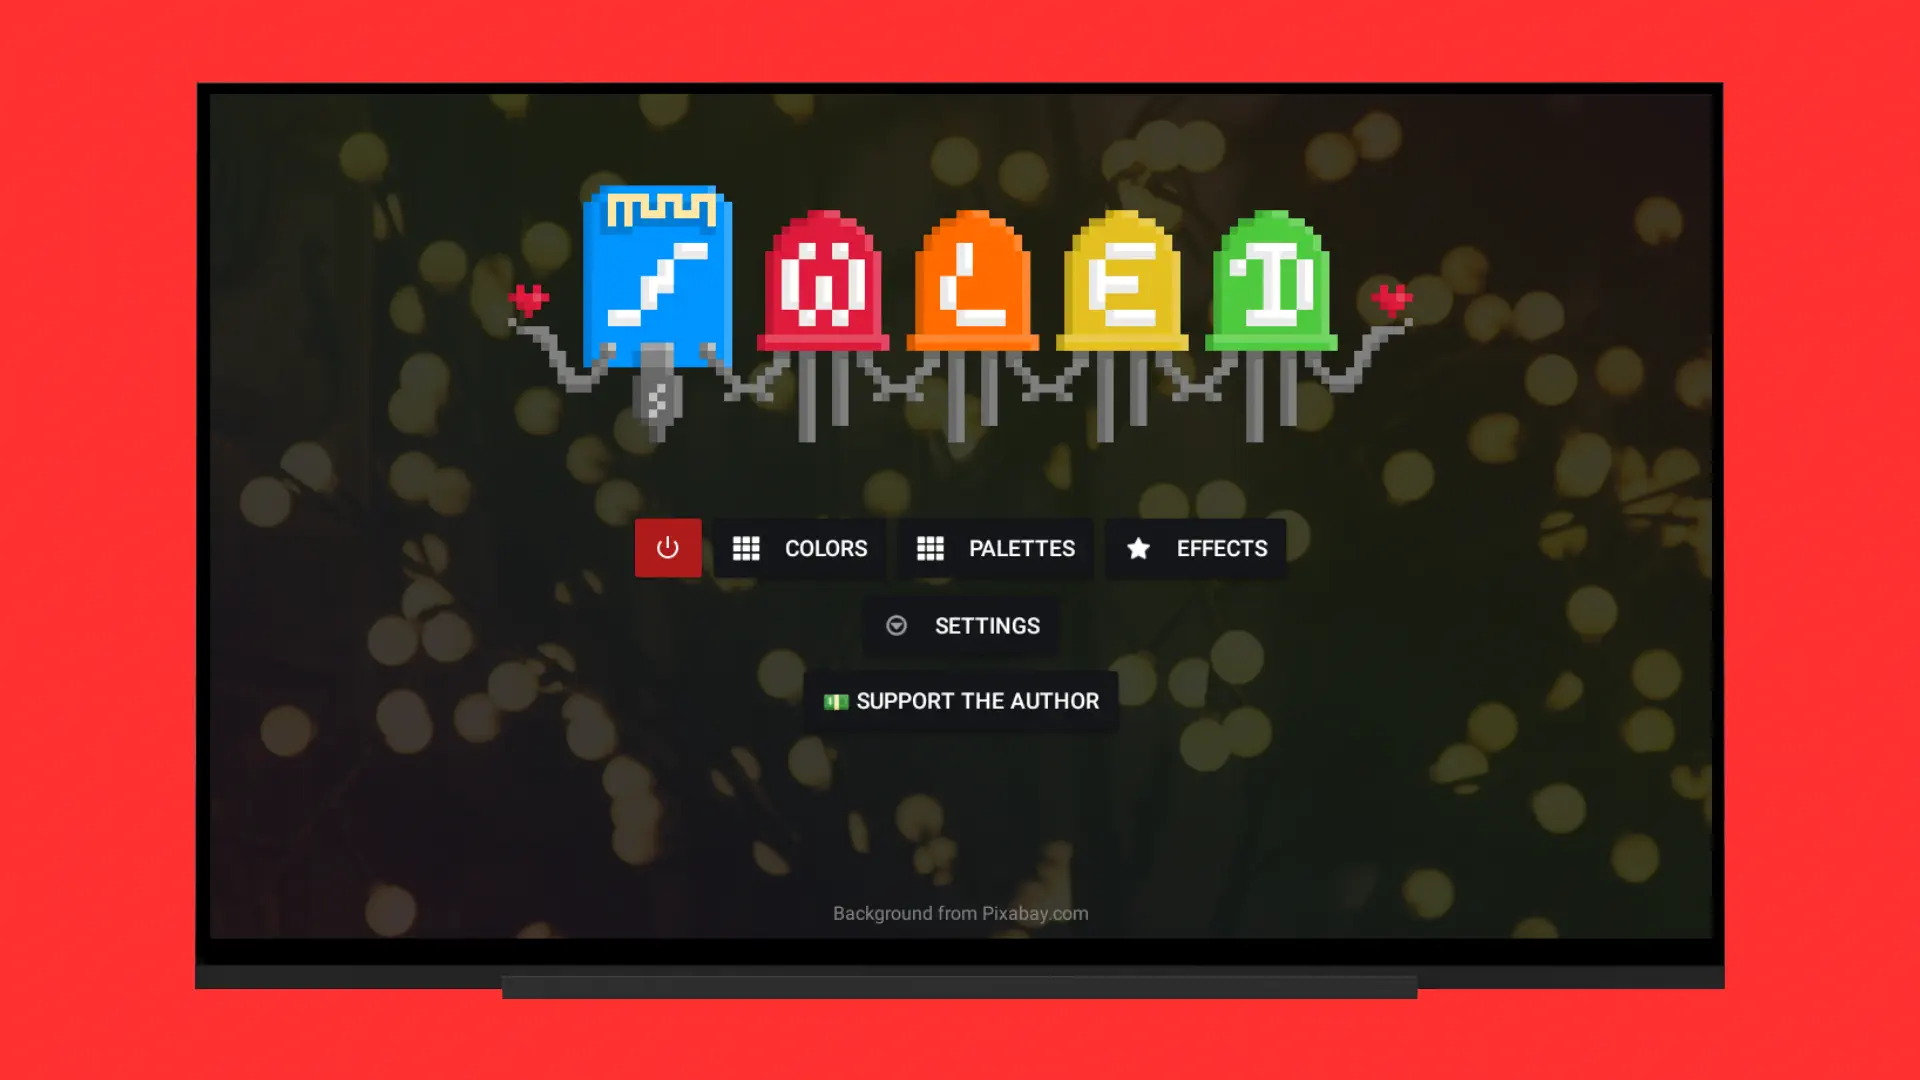 WLED
COLORS
PALETTES
EFFECTS
SETTINGS
SUPPORT THE AUTHOR
Background from Pixabay.com